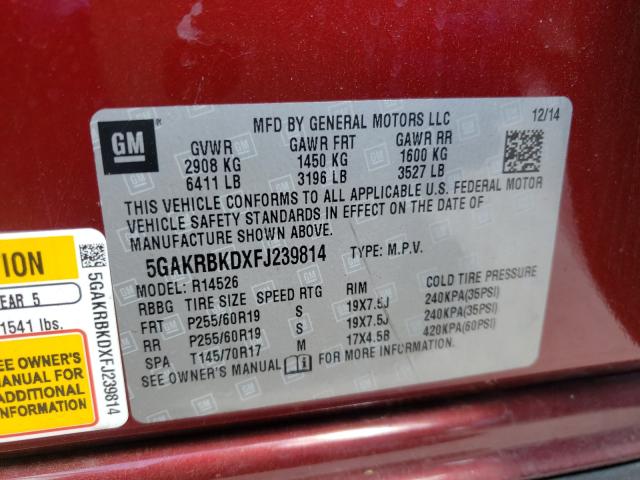 GM
MFD BY GENERAL MOTORS LLC
12/14
GVWR GAWR FRT GAWR RR
2908 KG 1450 KG 1600 KG
6411 LB 3196 LB 3527 LB
THIS VEHICLE CONFORMS TO ALL APPLICABLE U.S. FEDERAL MOTOR
VEHICLE SAFETY STANDARDS IN EFFECT ON THE DATE OF
MANUFACTURE SHOWN ABOVE.
5GAKRBKDXFJ239814 TYPE: M.P.V.
MODEL: R14526
RBBG TIRE SIZE SPEED RTG RIM COLD TIRE PRESSURE
FRT P255/60R19 S 19X7.5J 240KPA(35PSI)
RR P255/60R19 S 19X7.5J 240KPA(35PSI)
SPA T145/70R17 M 17X4.5B 420KPA(60PSI)
SEE OWNER'S MANUAL FOR MORE INFORMATION.
TION
EAR 5
1541 lbs.
EE OWNER'S
MANUAL FOR
ADDITIONAL
INFORMATION
5GAKRBKDXFJ239814